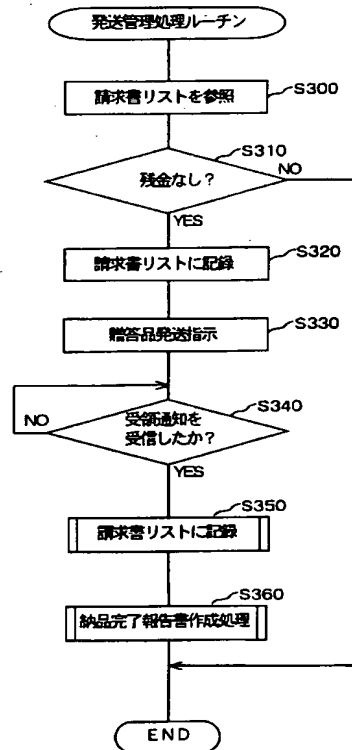 発送管理処理ルーチン
請求書リストを参照
S300
S310
残金なし？
NO
YES
S320
請求書リストに記録
S330
贈答品発送指示
S340
受領通知を
受信したか？
NO
YES
S350
請求書リストに記録
S360
納品完了報告書作成処理
END